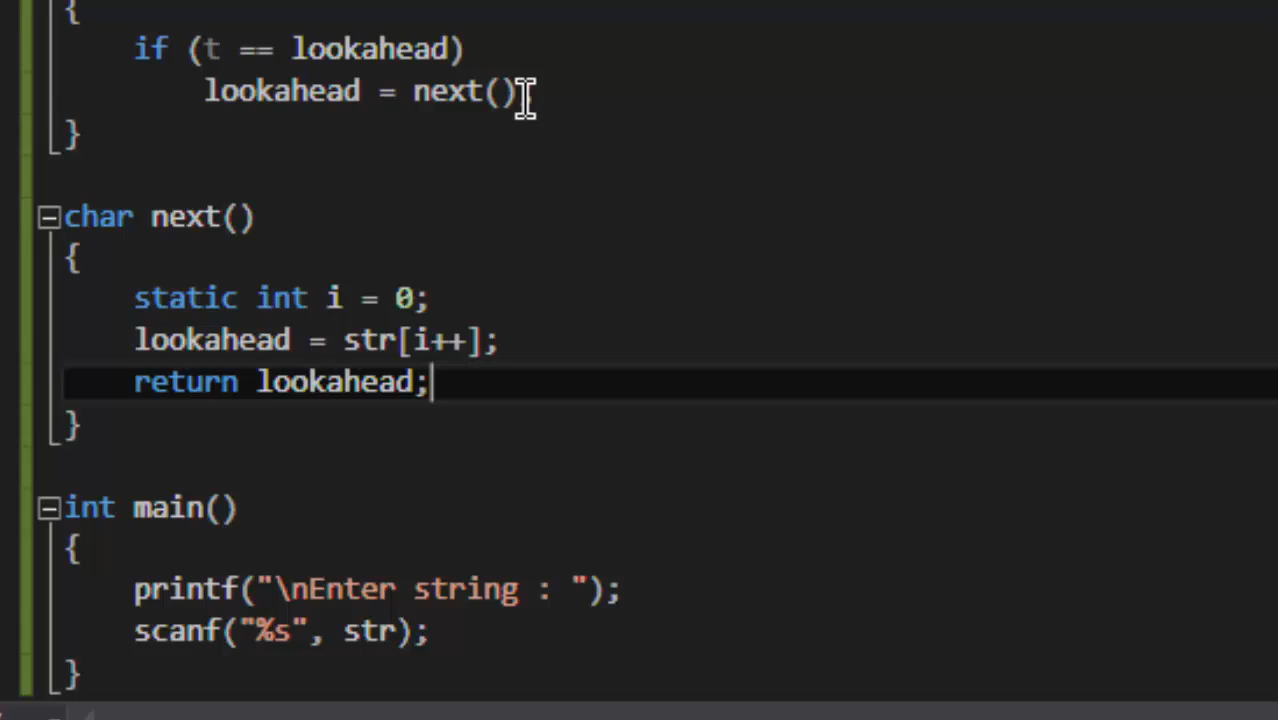 {
if (t == lookahead)
lookahead = next();
}
char next()
{
static int i = 0;
lookahead = str[i++];
return lookahead;
}
int main()
{
printf("\nEnter string : ");
scanf("%s", str);
}